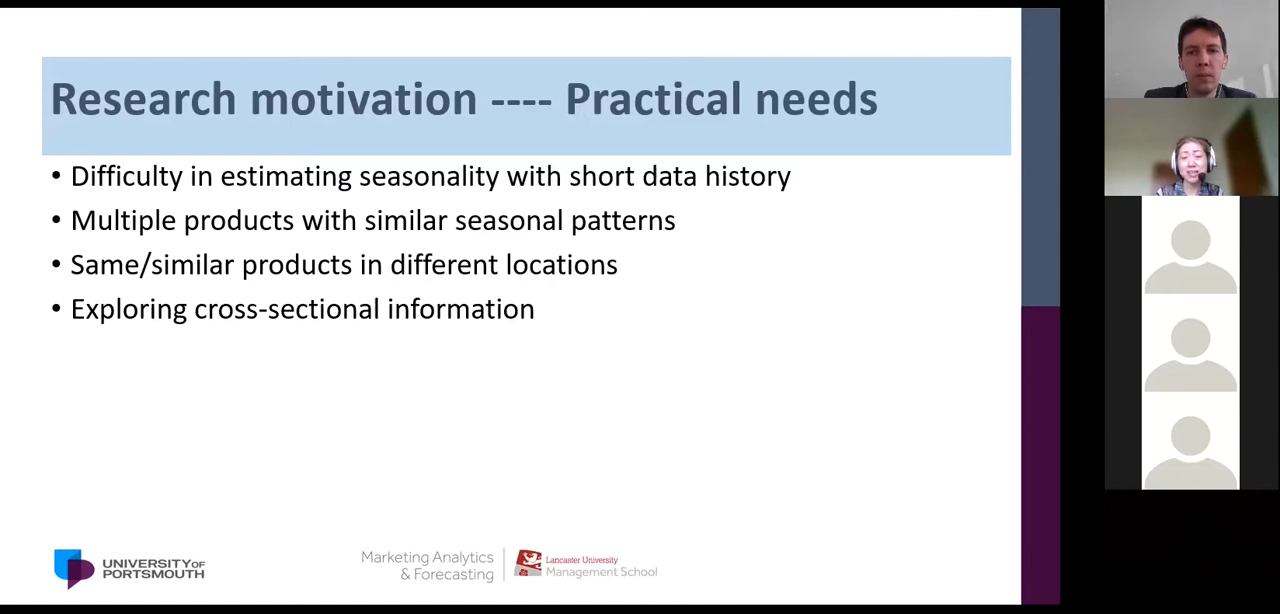 Research motivation ---- Practical needs
• Difficulty in estimating seasonality with short data history
• Multiple products with similar seasonal patterns
• Same/similar products in different locations
• Exploring cross-sectional information
UNIVERSITY OF
PORTSMOUTH
Marketing Analytics
& Forecasting
Lancaster University
Management School